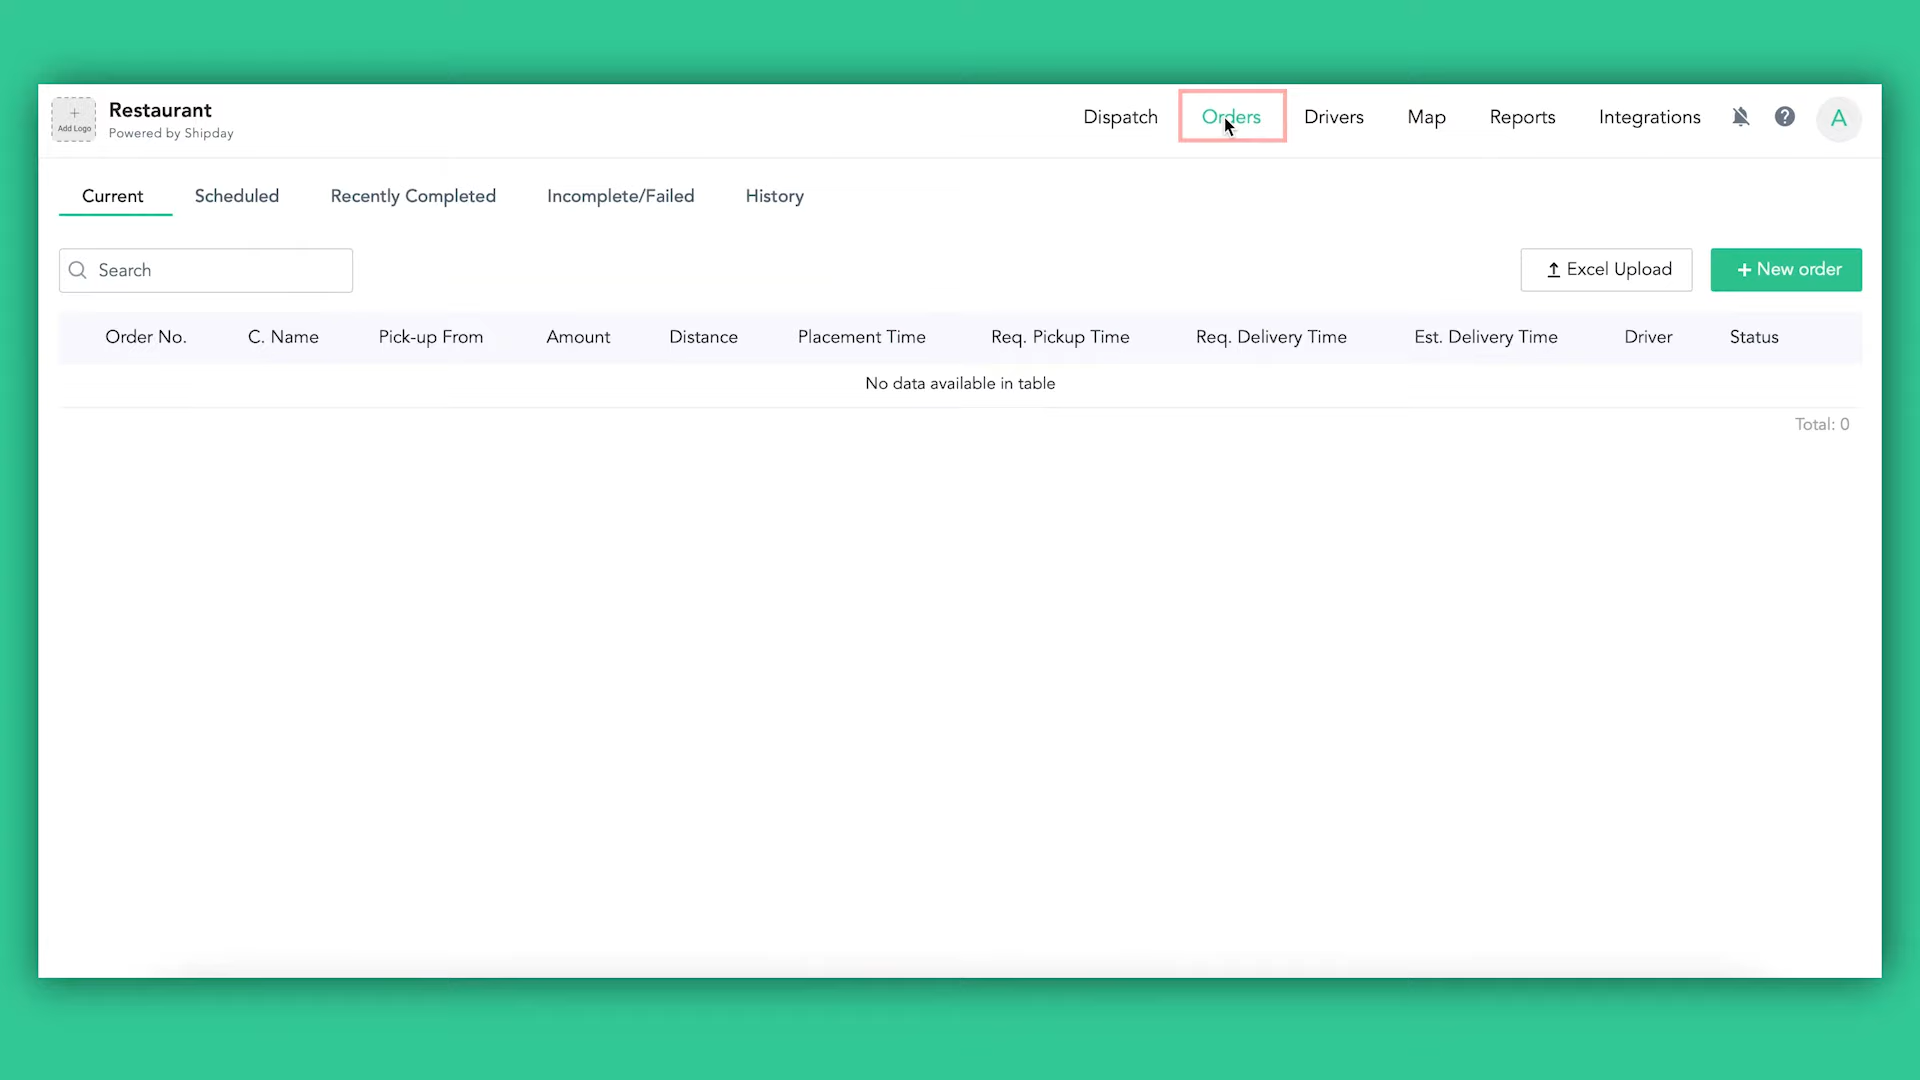 Add Logo
Restaurant
Powered by Shipday
Dispatch Orders Drivers Map Reports Integrations A
Current Scheduled Recently Completed Incomplete/Failed History
Search
Excel Upload
+ New order
Order No. C. Name Pick-up From Amount Distance Placement Time Req. Pickup Time Req. Delivery Time Est. Delivery Time Driver Status
No data available in table
Total: 0